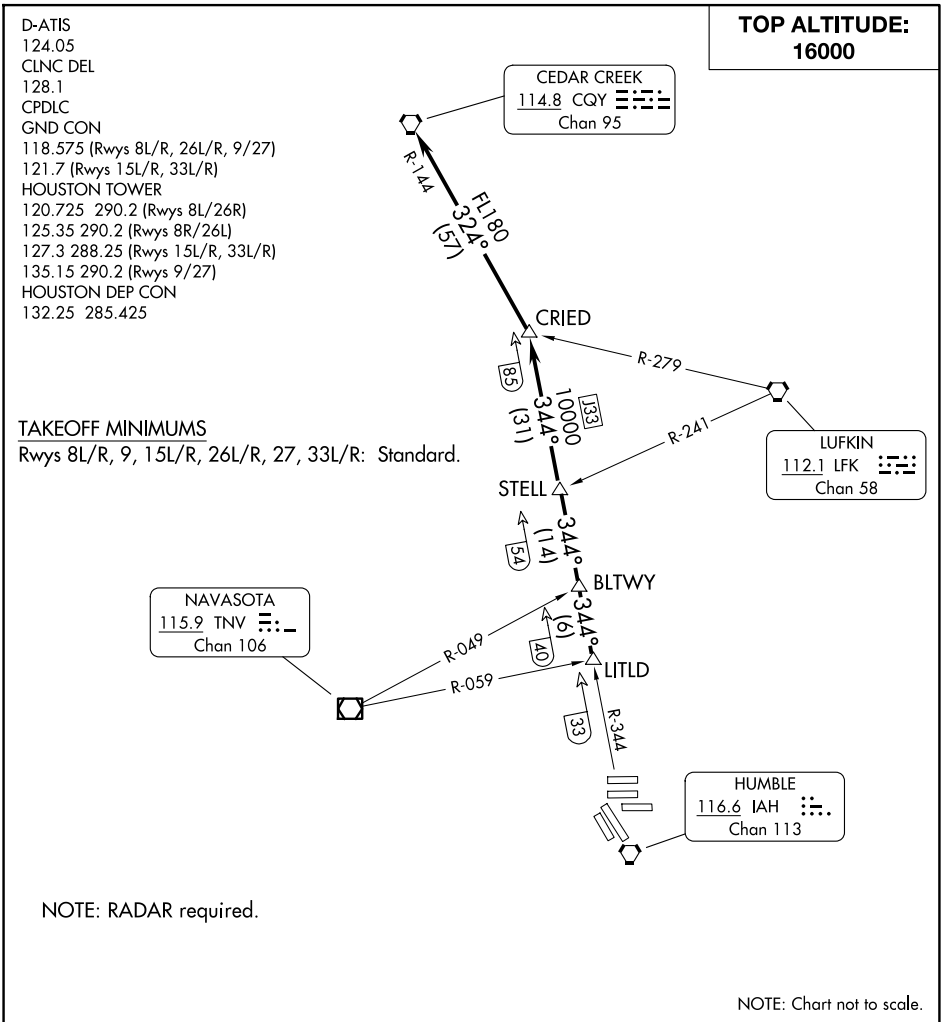 D-ATIS
124.05
CLNC DEL
128.1
CPDLC
GND CON
118.575 (Rwys 8L/R, 26L/R, 9/27)
121.7 (Rwys 15L/R, 33L/R)
HOUSTON TOWER
120.725 290.2 (Rwys 8L/26R)
125.35 290.2 (Rwys 8R/26L)
127.3 288.25 (Rwys 15L/R, 33L/R)
135.15 290.2 (Rwys 9/27)
HOUSTON DEP CON
132.25 285.425
TOP ALTITUDE:
16000
CEDAR CREEK
114.8 CQY
Chan 95
R-144
FL180
324°
(57)
CRIED
85
R-279
J33
10000
344°
(31)
R-241
LUFKIN
112.1 LFK
Chan 58
TAKEOFF MINIMUMS
Rwys 8L/R, 9, 15L/R, 26L/R, 27, 33L/R: Standard.
STELL
54
344°
(14)
BLTWY
NAVASOTA
115.9 TNV
Chan 106
R-049
40
344°
(6)
R-059
LITLD
33
R-344
HUMBLE
116.6 IAH
Chan 113
NOTE: RADAR required.
NOTE: Chart not to scale.